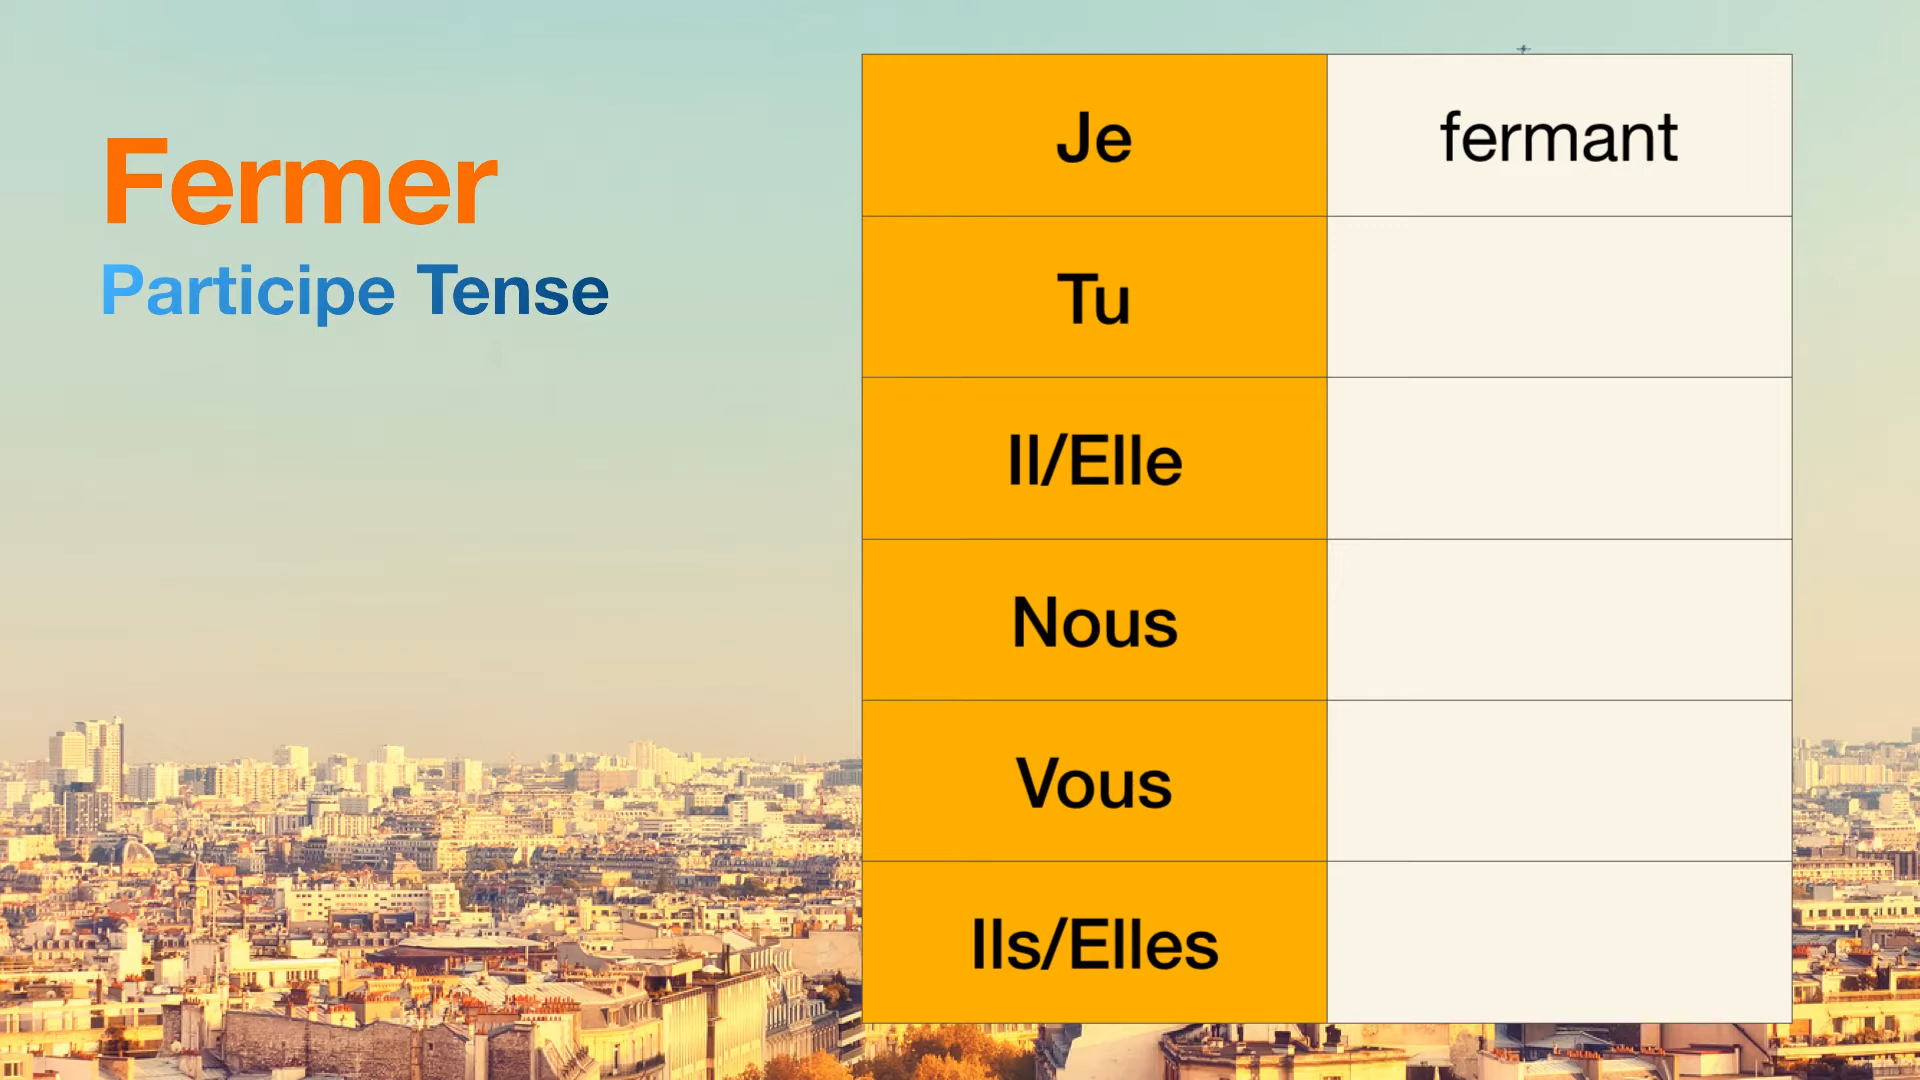 Fermer
Participe Tense
Je fermant
Tu
Il/Elle
Nous
Vous
Ils/Elles